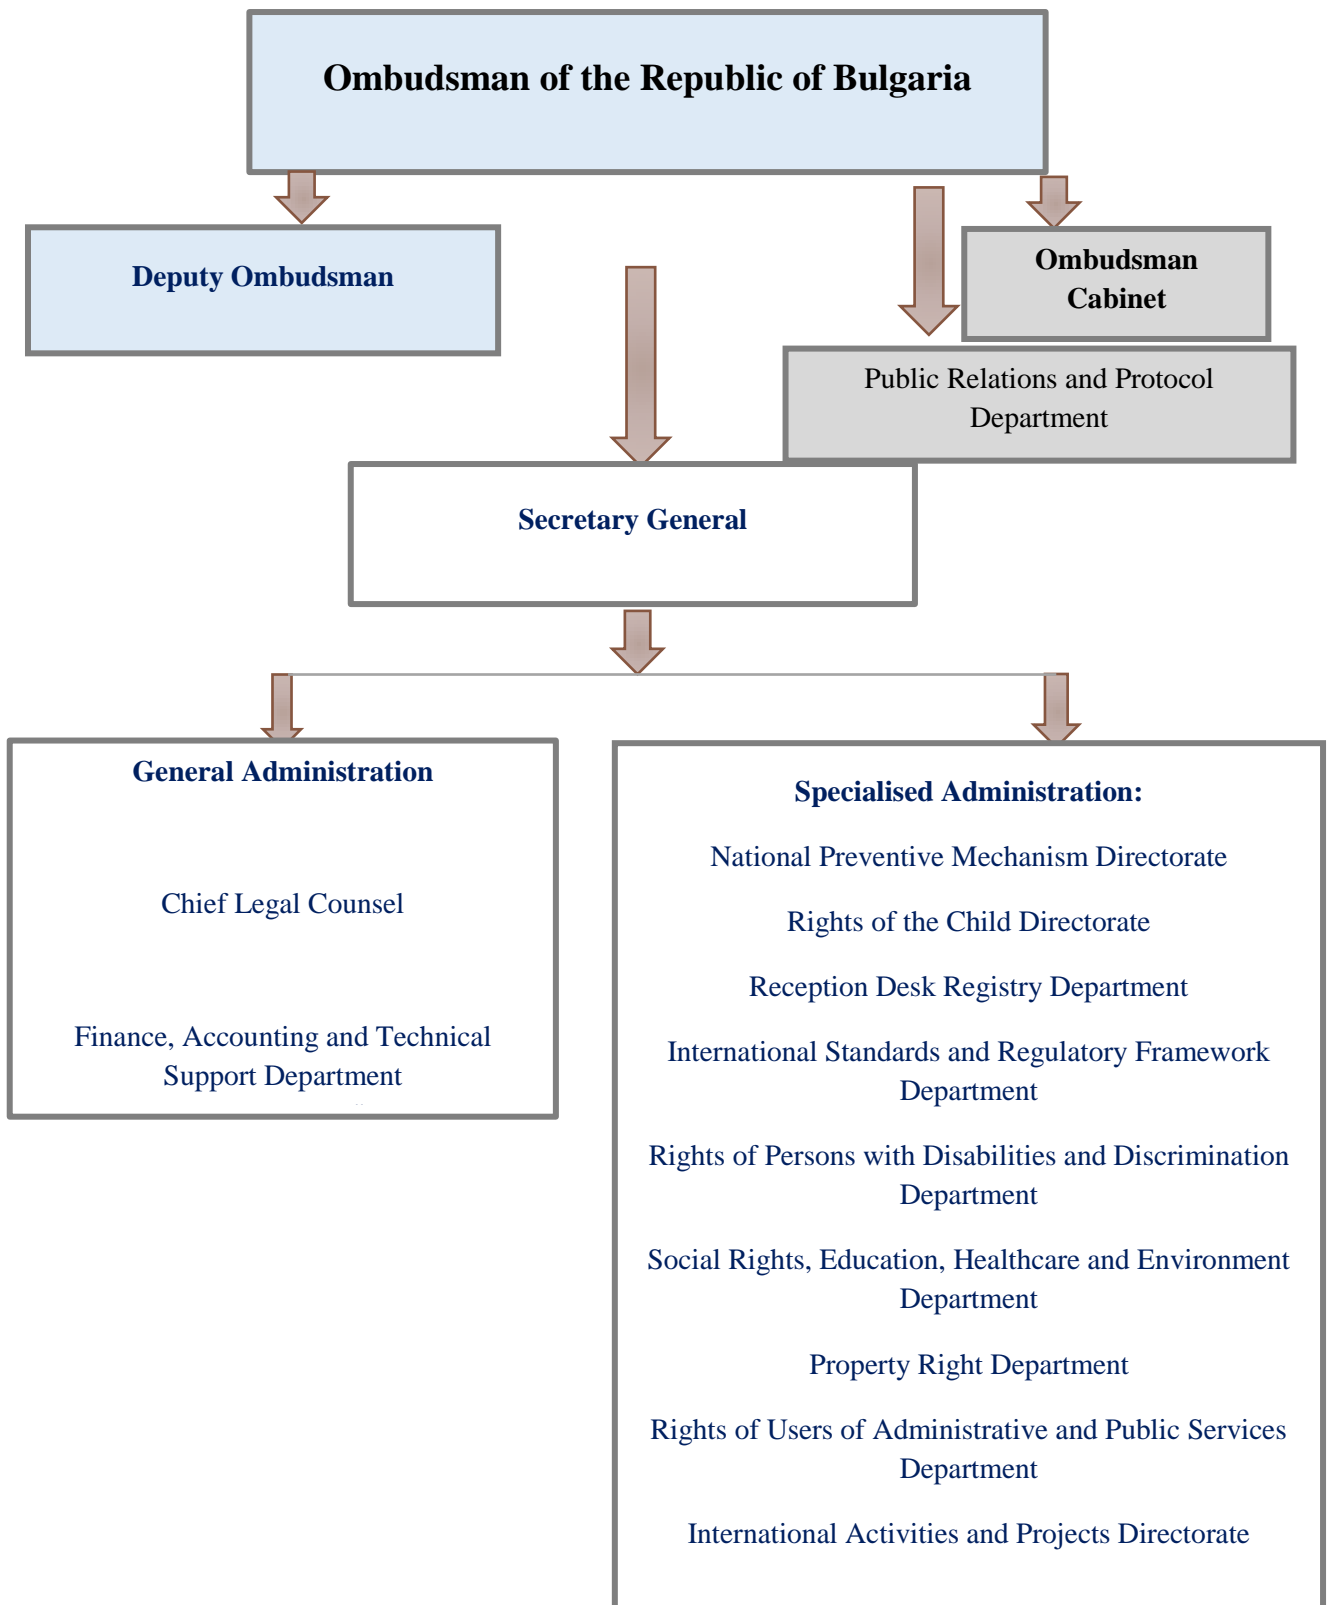 Ombudsman of the Republic of Bulgaria
Deputy Ombudsman
Ombudsman
Cabinet
Public Relations and Protocol
Department
Secretary General
General Administration
Chief Legal Counsel
Finance, Accounting and Technical
Support Department
Specialised Administration:
National Preventive Mechanism Directorate
Rights of the Child Directorate
Reception Desk Registry Department
International Standards and Regulatory Framework
Department
Rights of Persons with Disabilities and Discrimination
Department
Social Rights, Education, Healthcare and Environment
Department
Property Right Department
Rights of Users of Administrative and Public Services
Department
International Activities and Projects Directorate